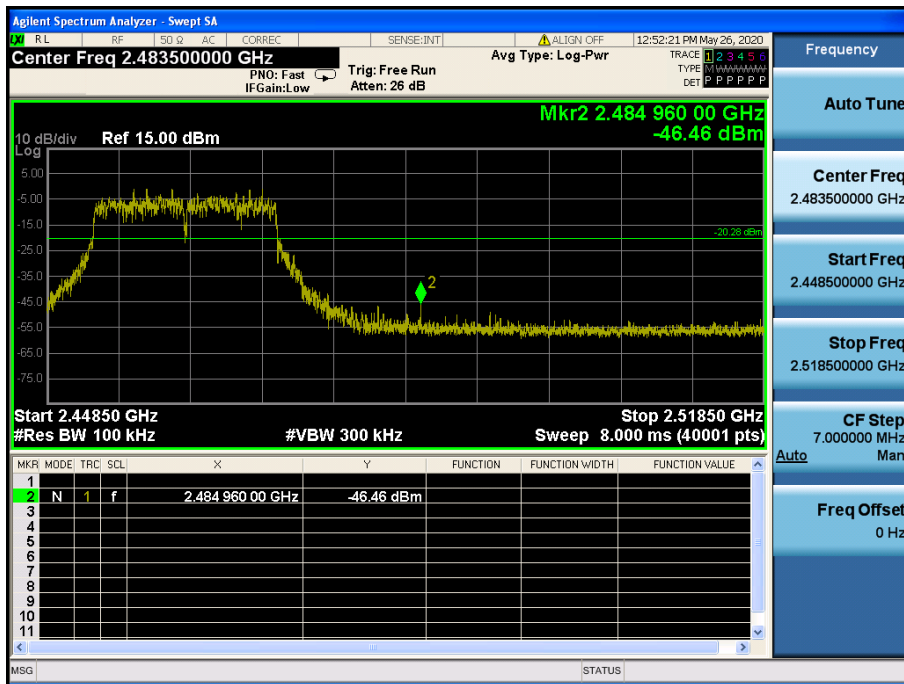 Agilent Spectrum Analyzer - Swept SA
LXI RL RF 50 Ω AC CORREC SENSE:INT ALIGN OFF 12:52:21 PM May 26, 2020
Center Freq 2.483500000 GHz
PNO: Fast
IFGain:Low
Trig: Free Run
Atten: 26 dB
Avg Type: Log-Pwr
TRACE 1 2 3 4 5 6
TYPE M W W W W W
DET P P P P P P
Mkr2 2.484 960 00 GHz
-46.46 dBm
10 dB/div Ref 15.00 dBm
Log
5.00
-5.00
-15.0
-20.28 dBm
-25.0
-35.0
2
-45.0
-55.0
-65.0
-75.0
Start 2.44850 GHz Stop 2.51850 GHz
#Res BW 100 kHz #VBW 300 kHz Sweep 8.000 ms (40001 pts)
MKR MODE TRC SCL X Y FUNCTION FUNCTION WIDTH FUNCTION VALUE
1
2 N 1 f 2.484 960 00 GHz -46.46 dBm
3
4
5
6
7
8
9
10
11
MSG STATUS
Frequency
Auto Tune
Center Freq
2.483500000 GHz
Start Freq
2.448500000 GHz
Stop Freq
2.518500000 GHz
CF Step
7.000000 MHz
Auto Man
Freq Offset
0 Hz